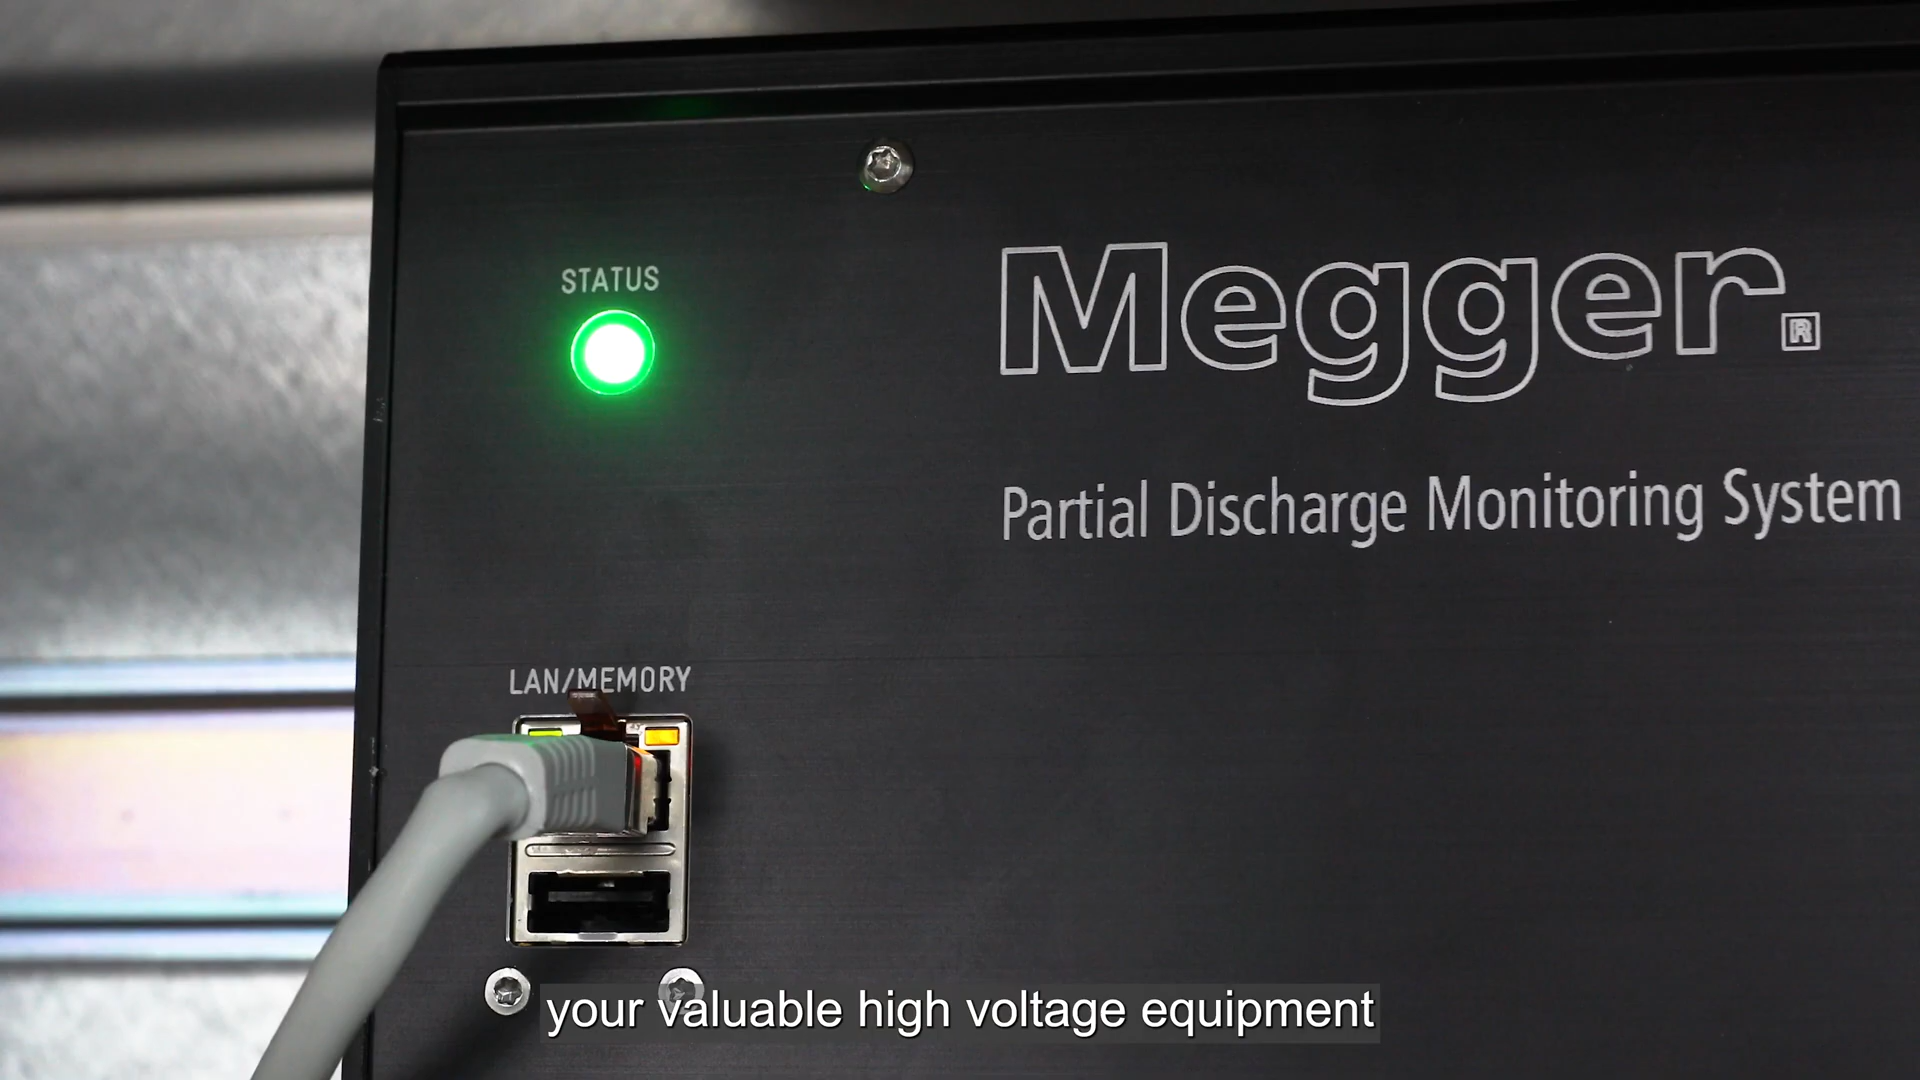 STATUS
Megger®
Partial Discharge Monitoring System
LAN/MEMORY
your valuable high voltage equipment